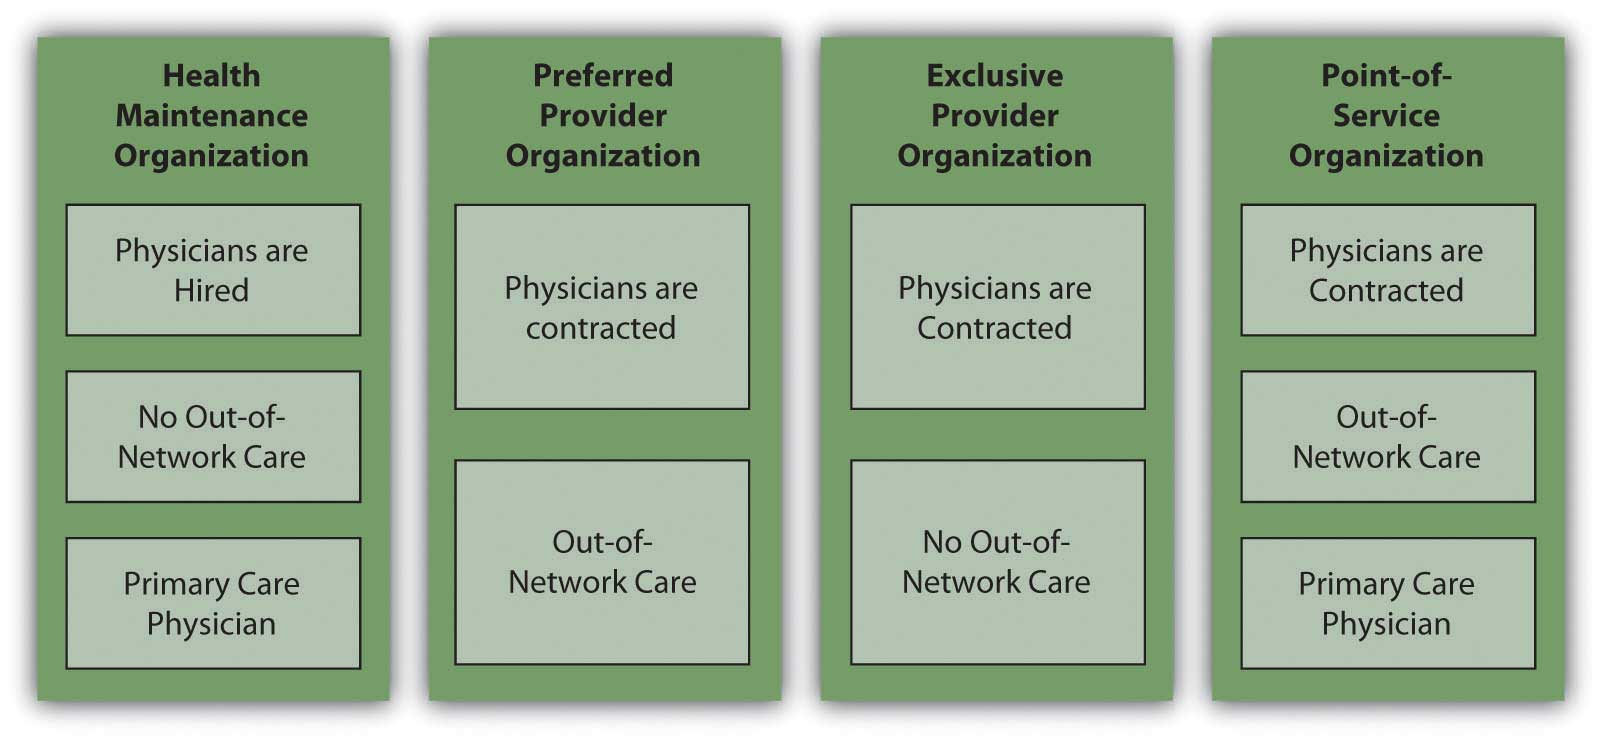 Health
Maintenance
Organization
Physicians are
Hired
No Out-of-
Network Care
Primary Care
Physician
Preferred
Provider
Organization
Physicians are
contracted
Out-of-
Network Care
Exclusive
Provider
Organization
Physicians are
Contracted
No Out-of-
Network Care
Point-of-
Service
Organization
Physicians are
Contracted
Out-of-
Network Care
Primary Care
Physician